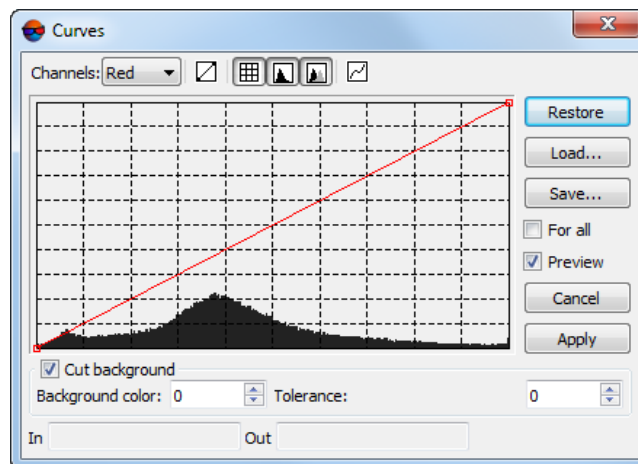 Curves
Channels: Red
Restore
Load...
Save...
For all
Preview
Cancel
Apply
Cut background
Background color: 0 Tolerance: 0
In Out